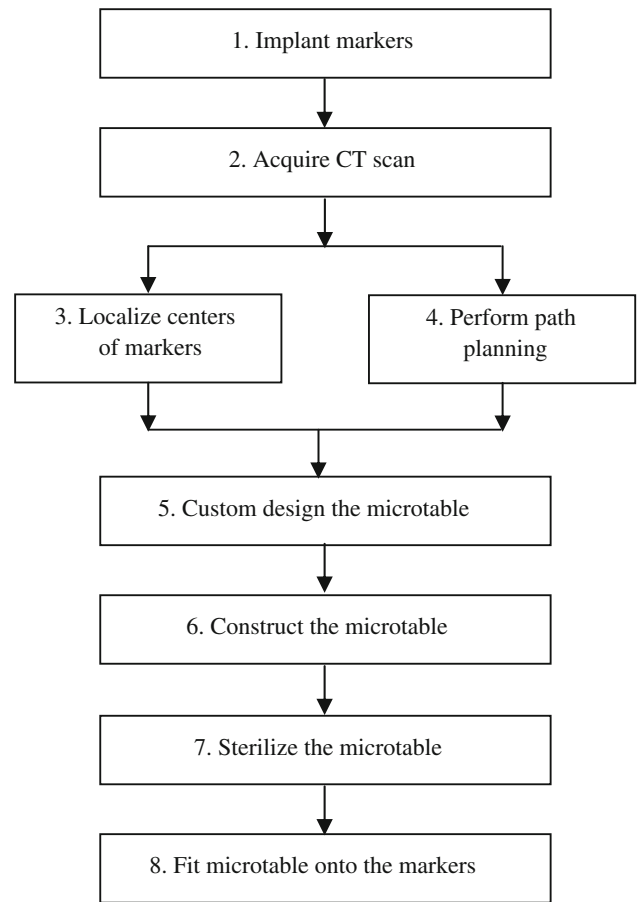 1. Implant markers
2. Acquire CT scan
3. Localize centers
of markers
4. Perform path
planning
5. Custom design the microtable
6. Construct the microtable
7. Sterilize the microtable
8. Fit microtable onto the markers